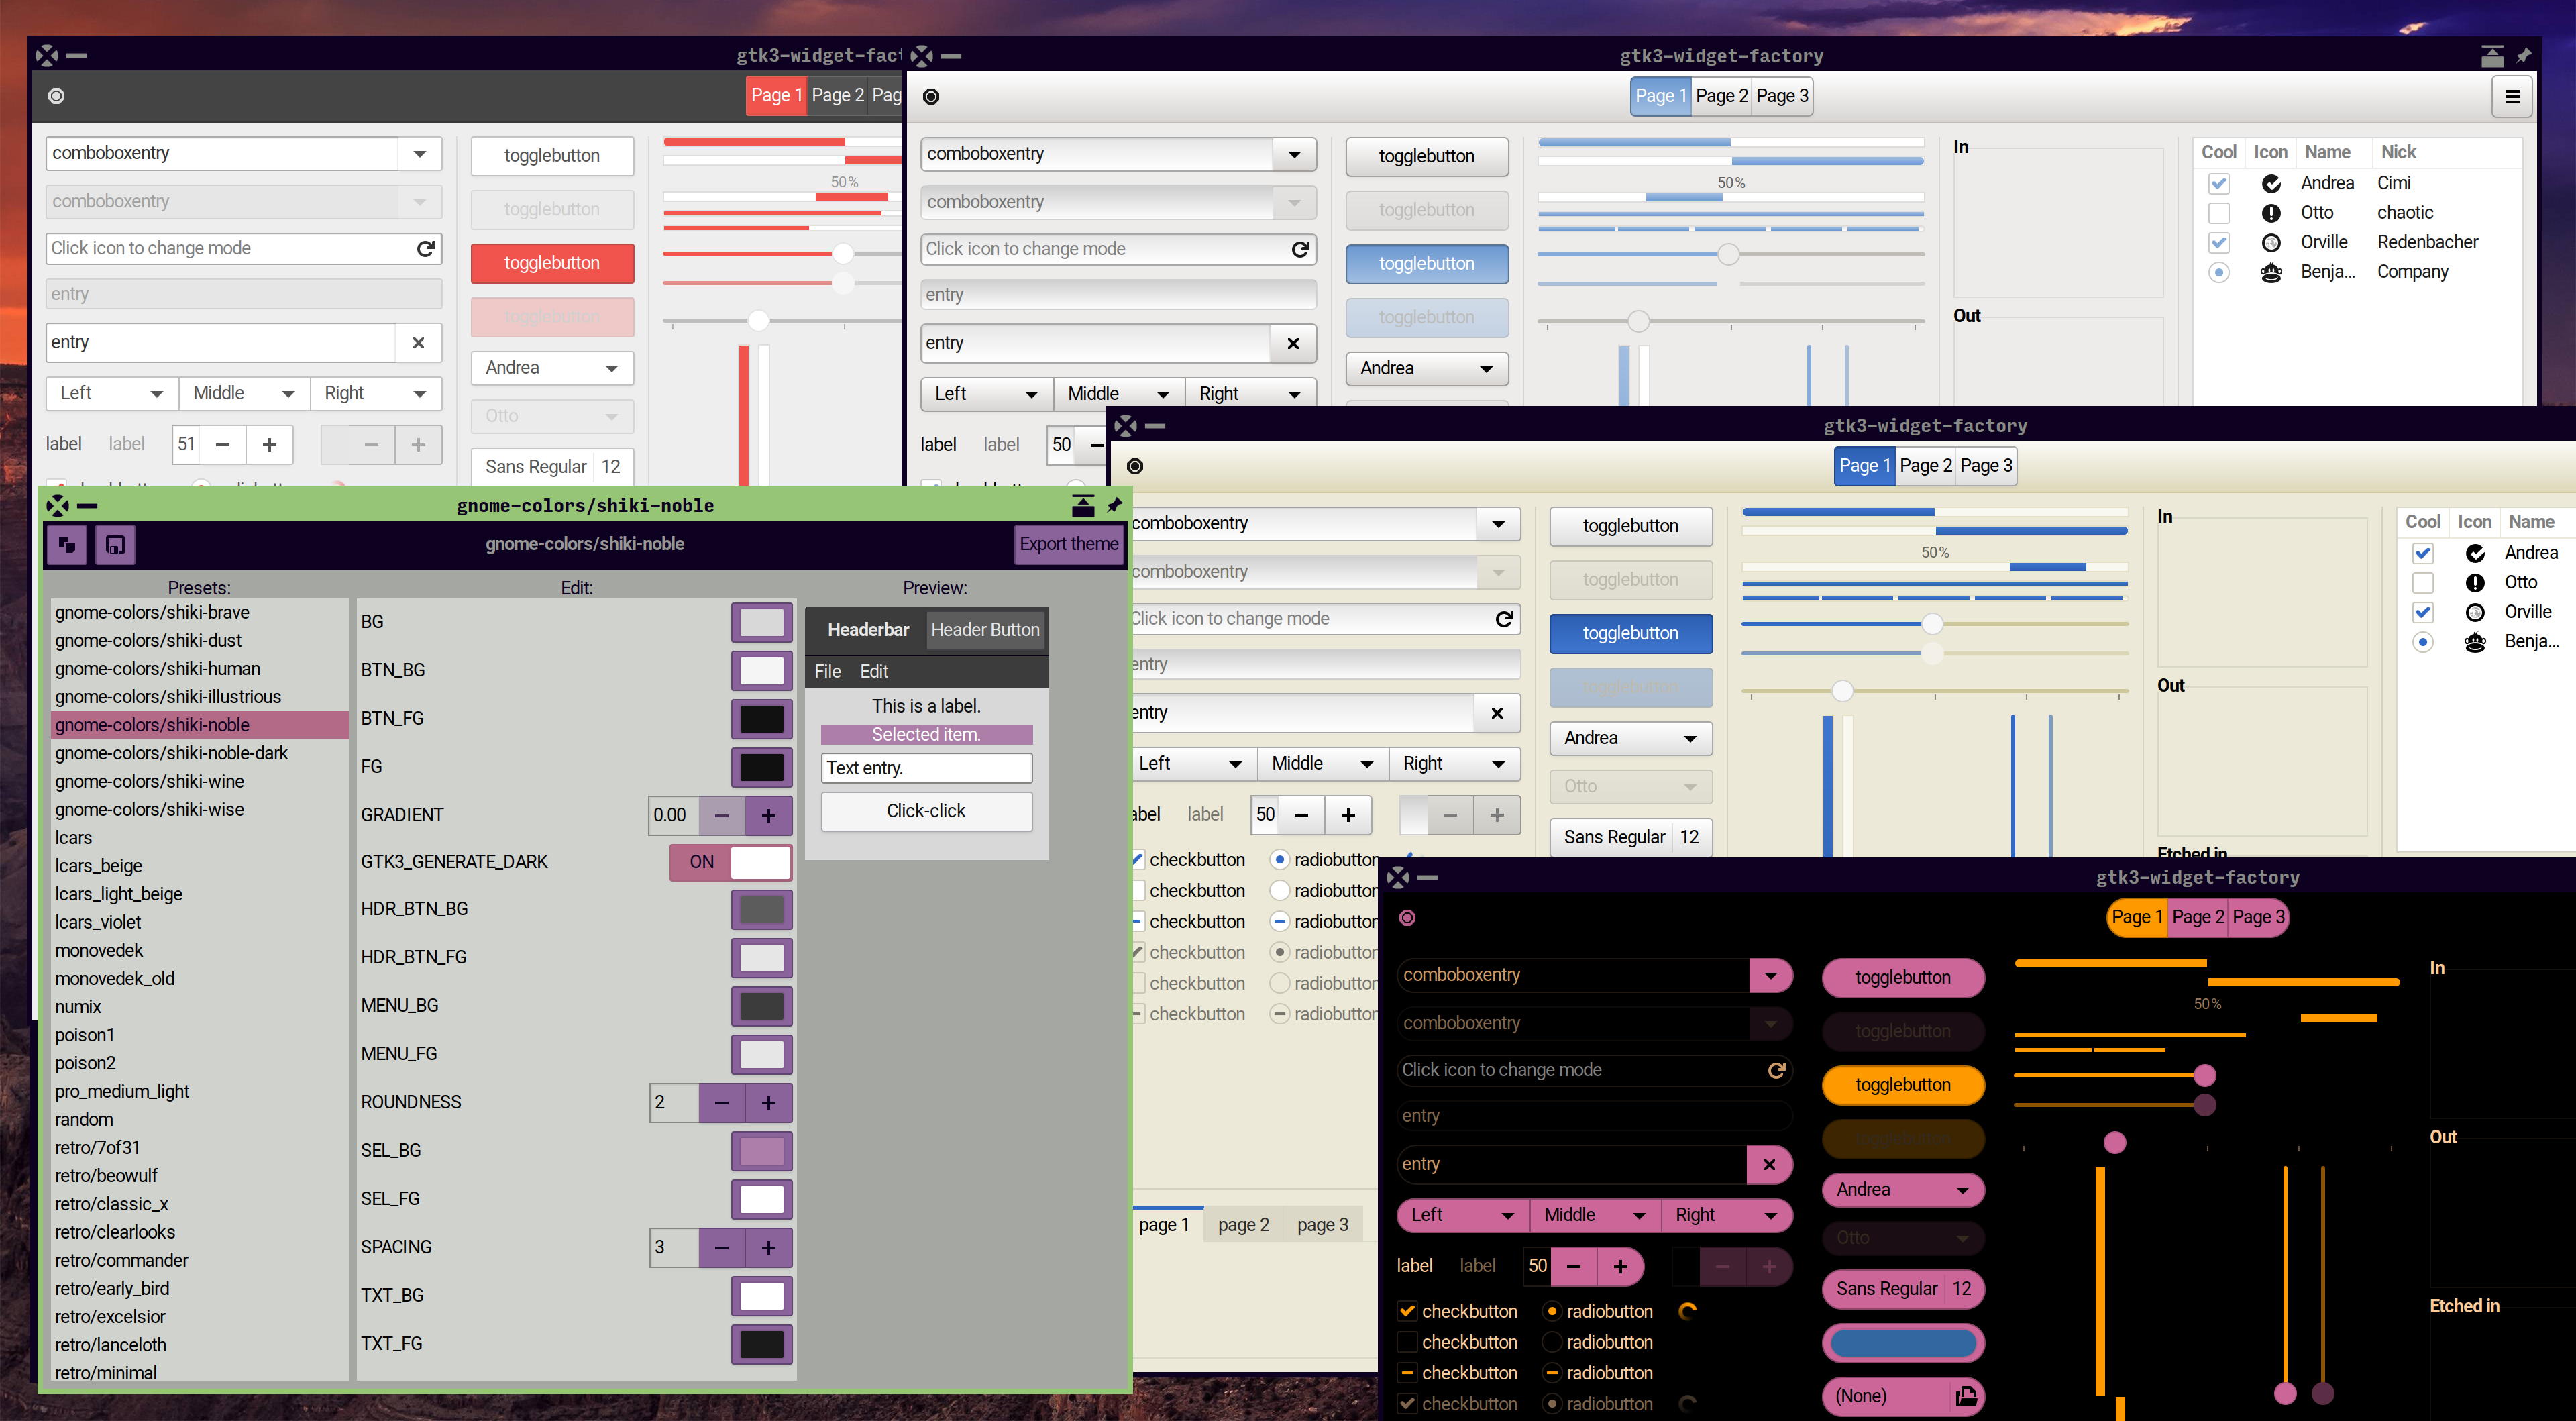 gtk3-widget-fact
Page 1 Page 2 Pag
comboboxentry
comboboxentry
Click icon to change mode
entry
entry
Left Middle Right
label label 51
togglebutton
togglebutton
togglebutton
togglebutton
Andrea
Otto
Sans Regular 12
50 %
gtk3-widget-factory
Page 1 Page 2 Page 3
comboboxentry
comboboxentry
Click icon to change mode
entry
entry
Left Middle Right
label label 50
togglebutton
togglebutton
togglebutton
togglebutton
Andrea
50 %
In
Out
Cool Icon Name Nick
Andrea Cimi
Otto chaotic
Orville Redenbacher
Benja... Company
gtk3-widget-factory
Page 1 Page 2 Page 3
comboboxentry
comboboxentry
Click icon to change mode
entry
entry
Left Middle Right
abel label 50
checkbutton radiobutton
checkbutton radiobutton
checkbutton radiobutton
checkbutton radiobutton
checkbutton radiobutton
checkbutton radiobutton
page 1 page 2 page 3
togglebutton
togglebutton
togglebutton
togglebutton
Andrea
Otto
Sans Regular 12
50 %
In
Out
Etched in
Cool Icon Name
Andrea
Otto
Orville
Benja...
gnome-colors/shiki-noble
gnome-colors/shiki-noble
Export theme
Presets:
gnome-colors/shiki-brave
gnome-colors/shiki-dust
gnome-colors/shiki-human
gnome-colors/shiki-illustrious
gnome-colors/shiki-noble
gnome-colors/shiki-noble-dark
gnome-colors/shiki-wine
gnome-colors/shiki-wise
lcars
lcars_beige
lcars_light_beige
lcars_violet
monovedek
monovedek_old
numix
poison1
poison2
pro_medium_light
random
retro/7of31
retro/beowulf
retro/classic_x
retro/clearlooks
retro/commander
retro/early_bird
retro/excelsior
retro/lanceloth
retro/minimal
Edit:
BG
BTN_BG
BTN_FG
FG
GRADIENT 0.00
GTK3_GENERATE_DARK ON
HDR_BTN_BG
HDR_BTN_FG
MENU_BG
MENU_FG
ROUNDNESS 2
SEL_BG
SEL_FG
SPACING 3
TXT_BG
TXT_FG
Preview:
Headerbar Header Button
File Edit
This is a label.
Selected item.
Text entry.
Click-click
gtk3-widget-factory
Page 1 Page 2 Page 3
comboboxentry
comboboxentry
Click icon to change mode
entry
entry
Left Middle Right
label label 50
checkbutton radiobutton
checkbutton radiobutton
checkbutton radiobutton
checkbutton radiobutton
togglebutton
togglebutton
togglebutton
togglebutton
Andrea
Otto
Sans Regular 12
(None)
50 %
In
Out
Etched in